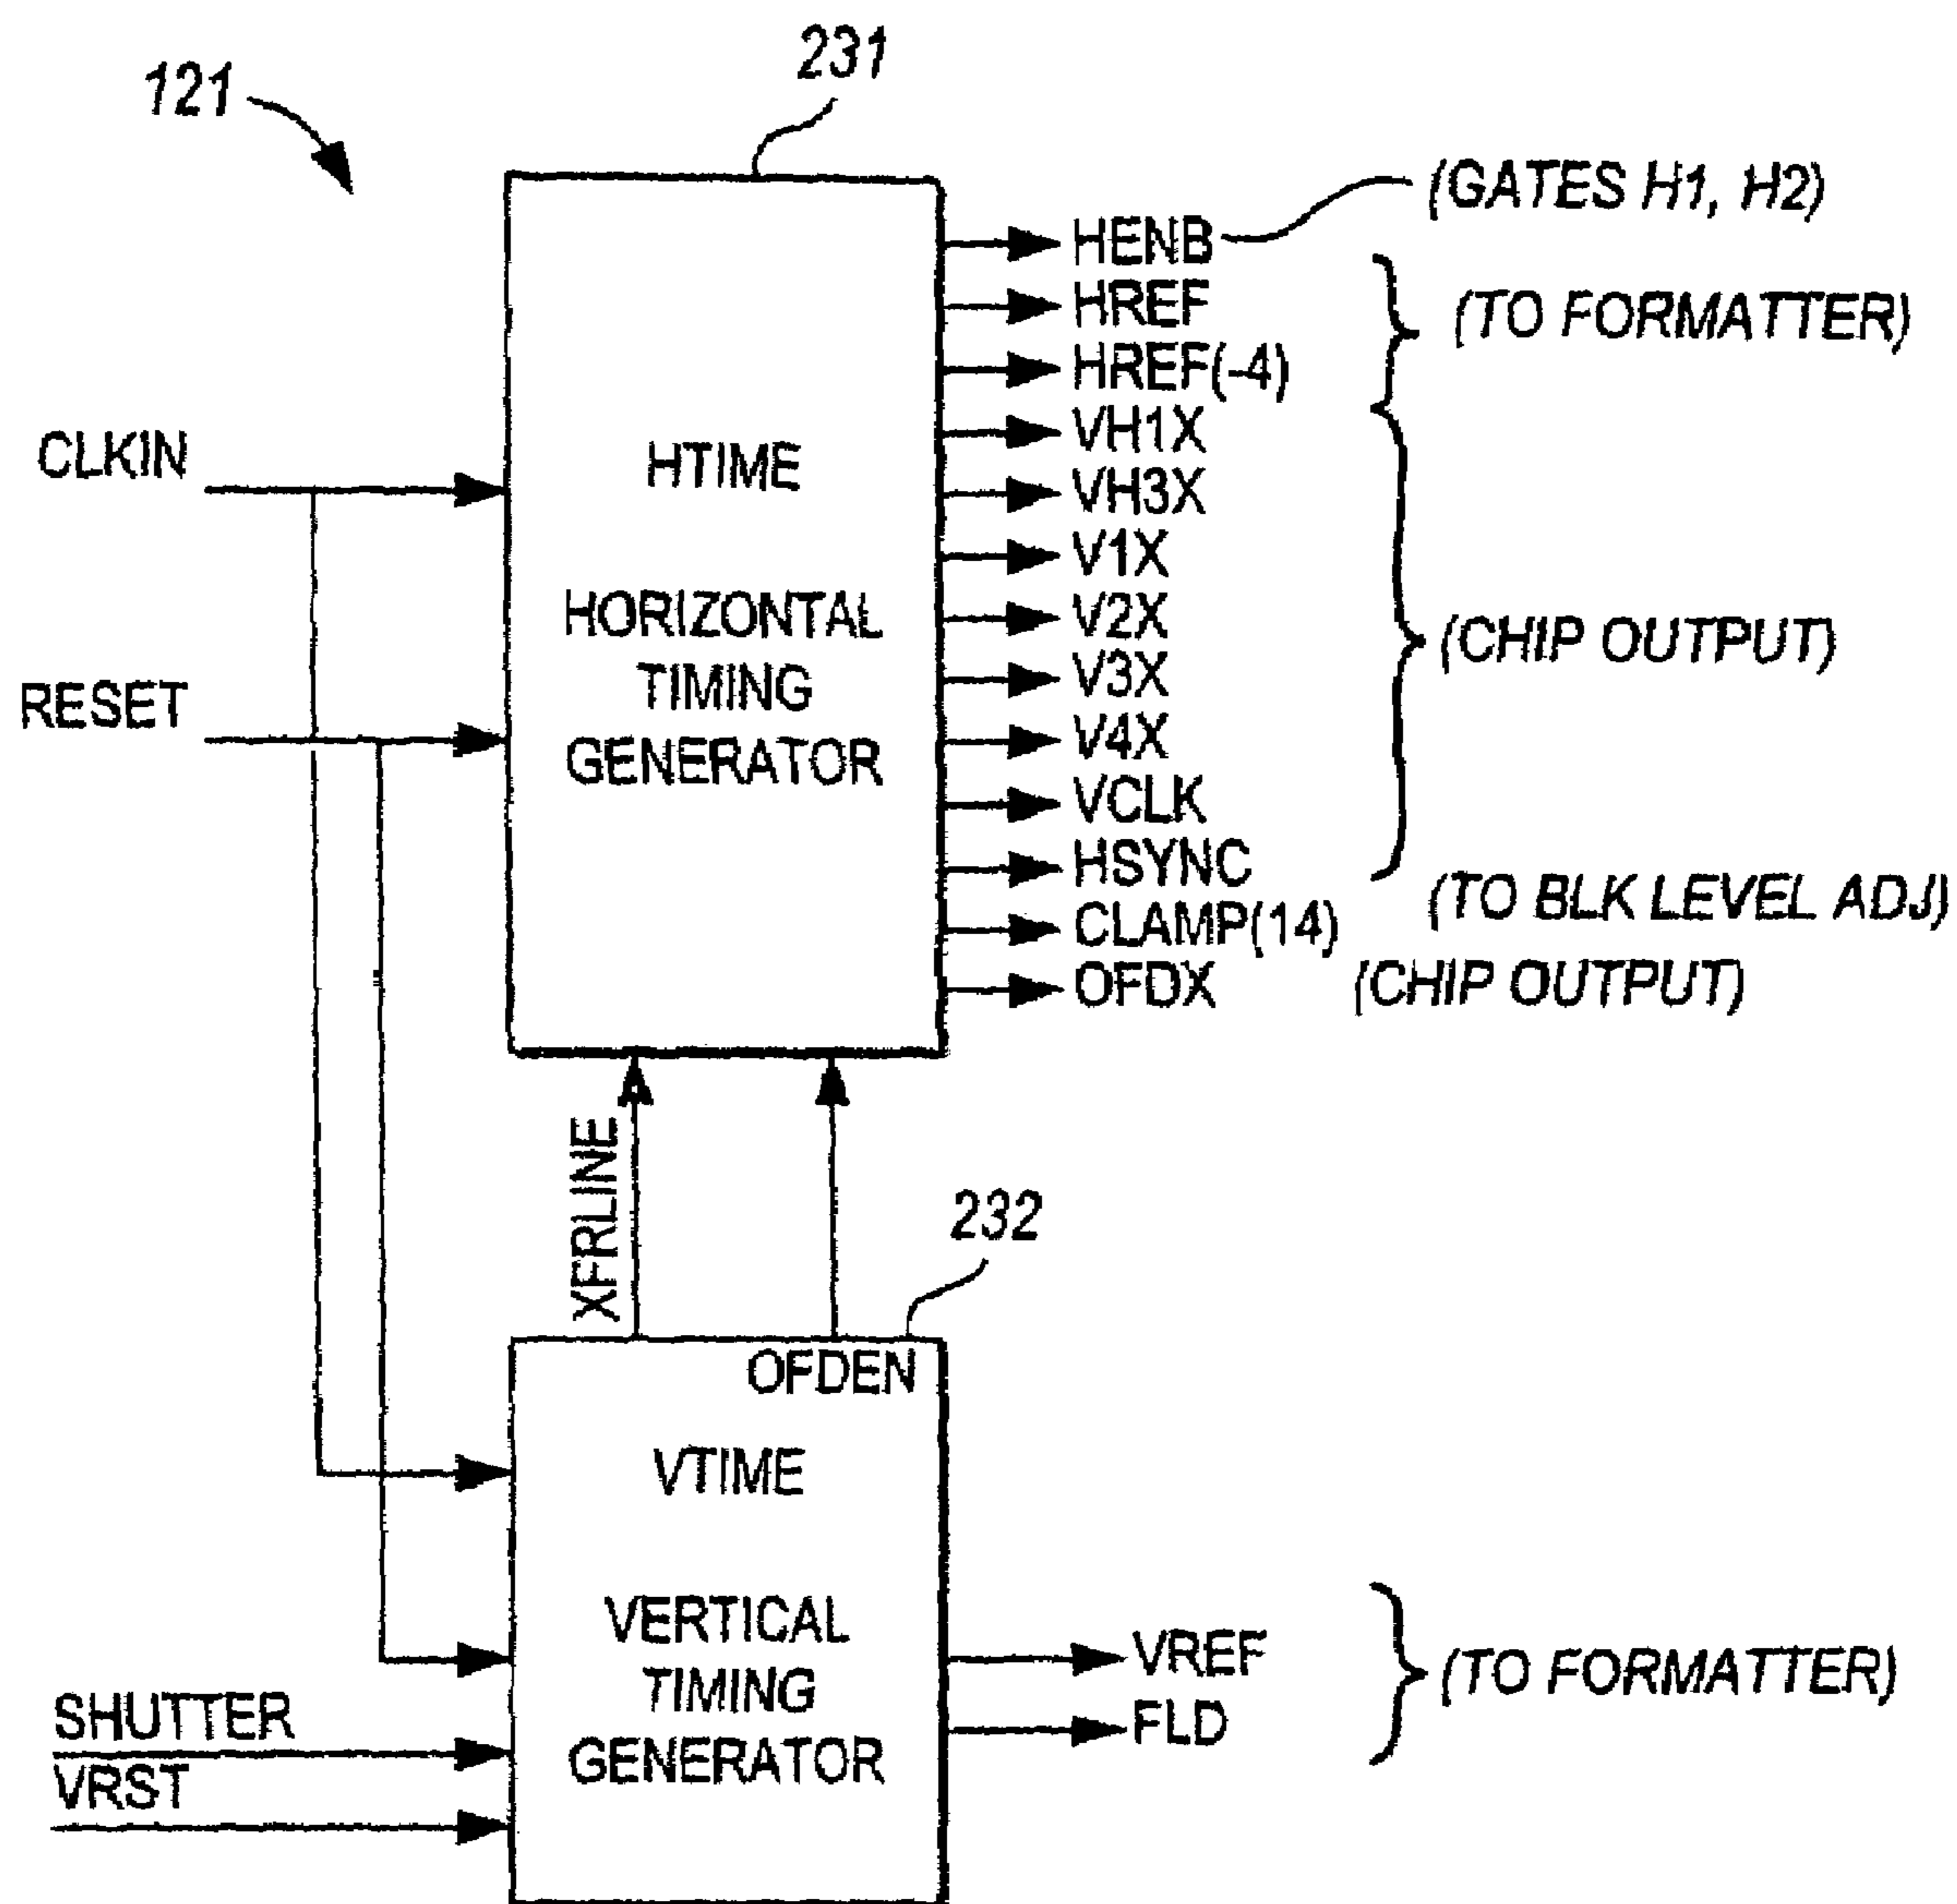 121
231
(GATES H1, H2)
HENB
HREF
(TO FORMATTER)
HREF(-4)
CLKIN
HTIME
VH1X
VH3X
V1X
HORIZONTAL
TIMING
GENERATOR
V2X
(CHIP OUTPUT)
RESET
V3X
V4X
VCLK
HSYNC
(TO BLK LEVEL ADJ)
CLAMP(14)
OFDX
(CHIP OUTPUT)
XFRLINE
232
OFDEN
VTIME
VERTICAL
TIMING
GENERATOR
VREF
(TO FORMATTER)
FLD
SHUTTER
VRST